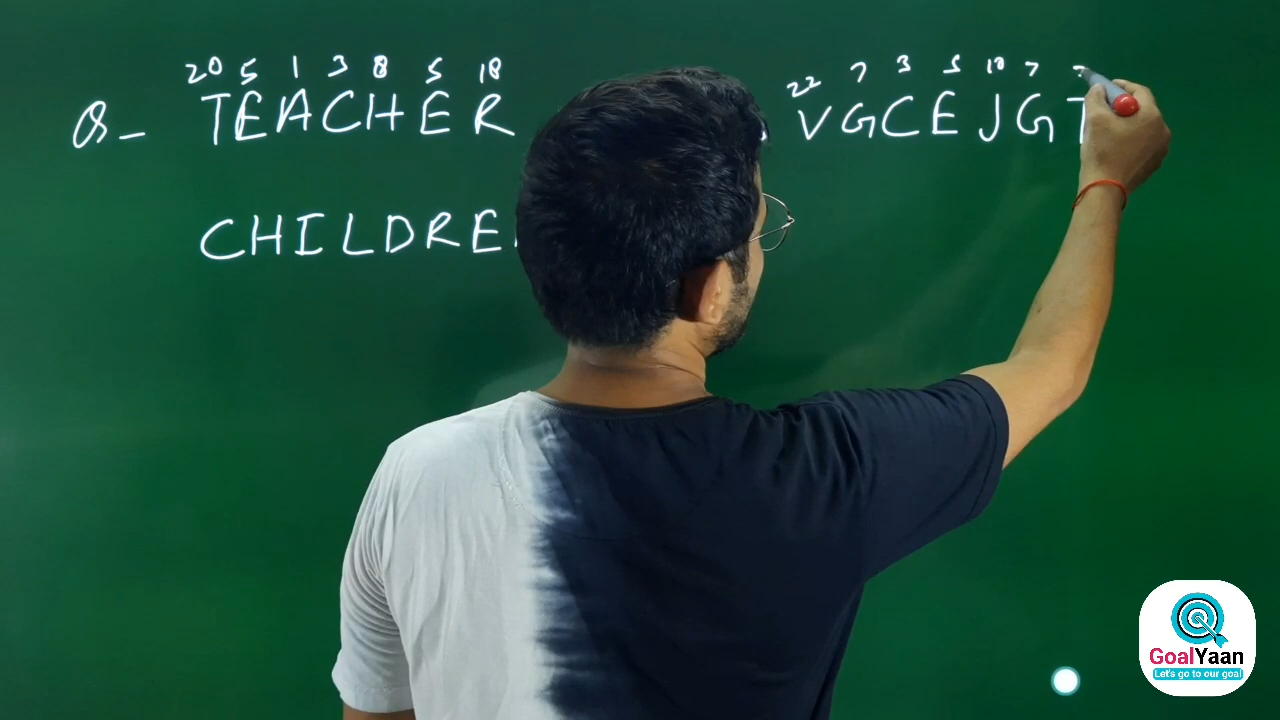 20 5 1 3 8 5 18 22 7 3 5 10 7
Q - TEACHER VGCEJGT
CHILDRE
GoalYaan
Let's go to our goal